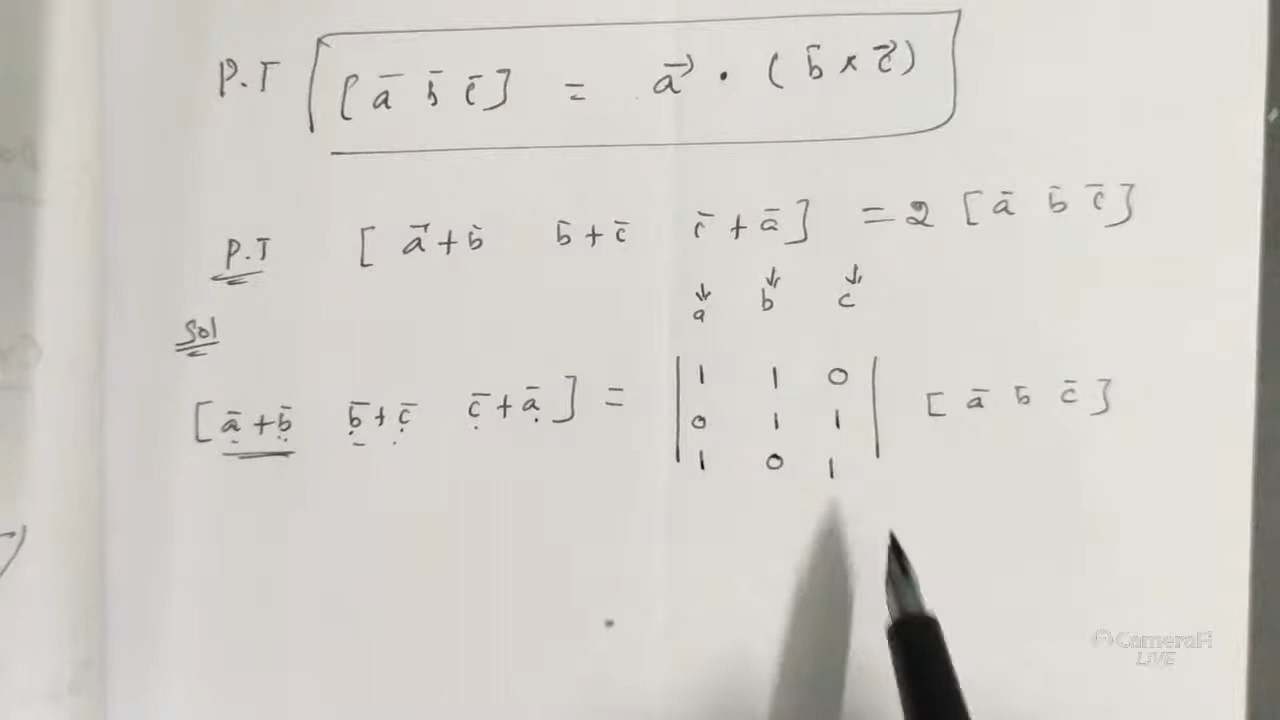 P.T [ a̅ b̅ c̅ ] = a⃗ · ( b̅ × c⃗ )
P.T [ a⃗ + b̅ b̅ + c̅ c̅ + a̅ ] = 2 [ a̅ b̅ c̅ ]
↓ ↓ ↓
a b c
Sol
[ a̅ + b̅ b̅ + c̅ c̅ + a̅ ] = | 1 1 0 | [ a̅ b̅ c̅ ]
| 0 1 1 |
| 1 0 1 |
CameraFi
LIVE